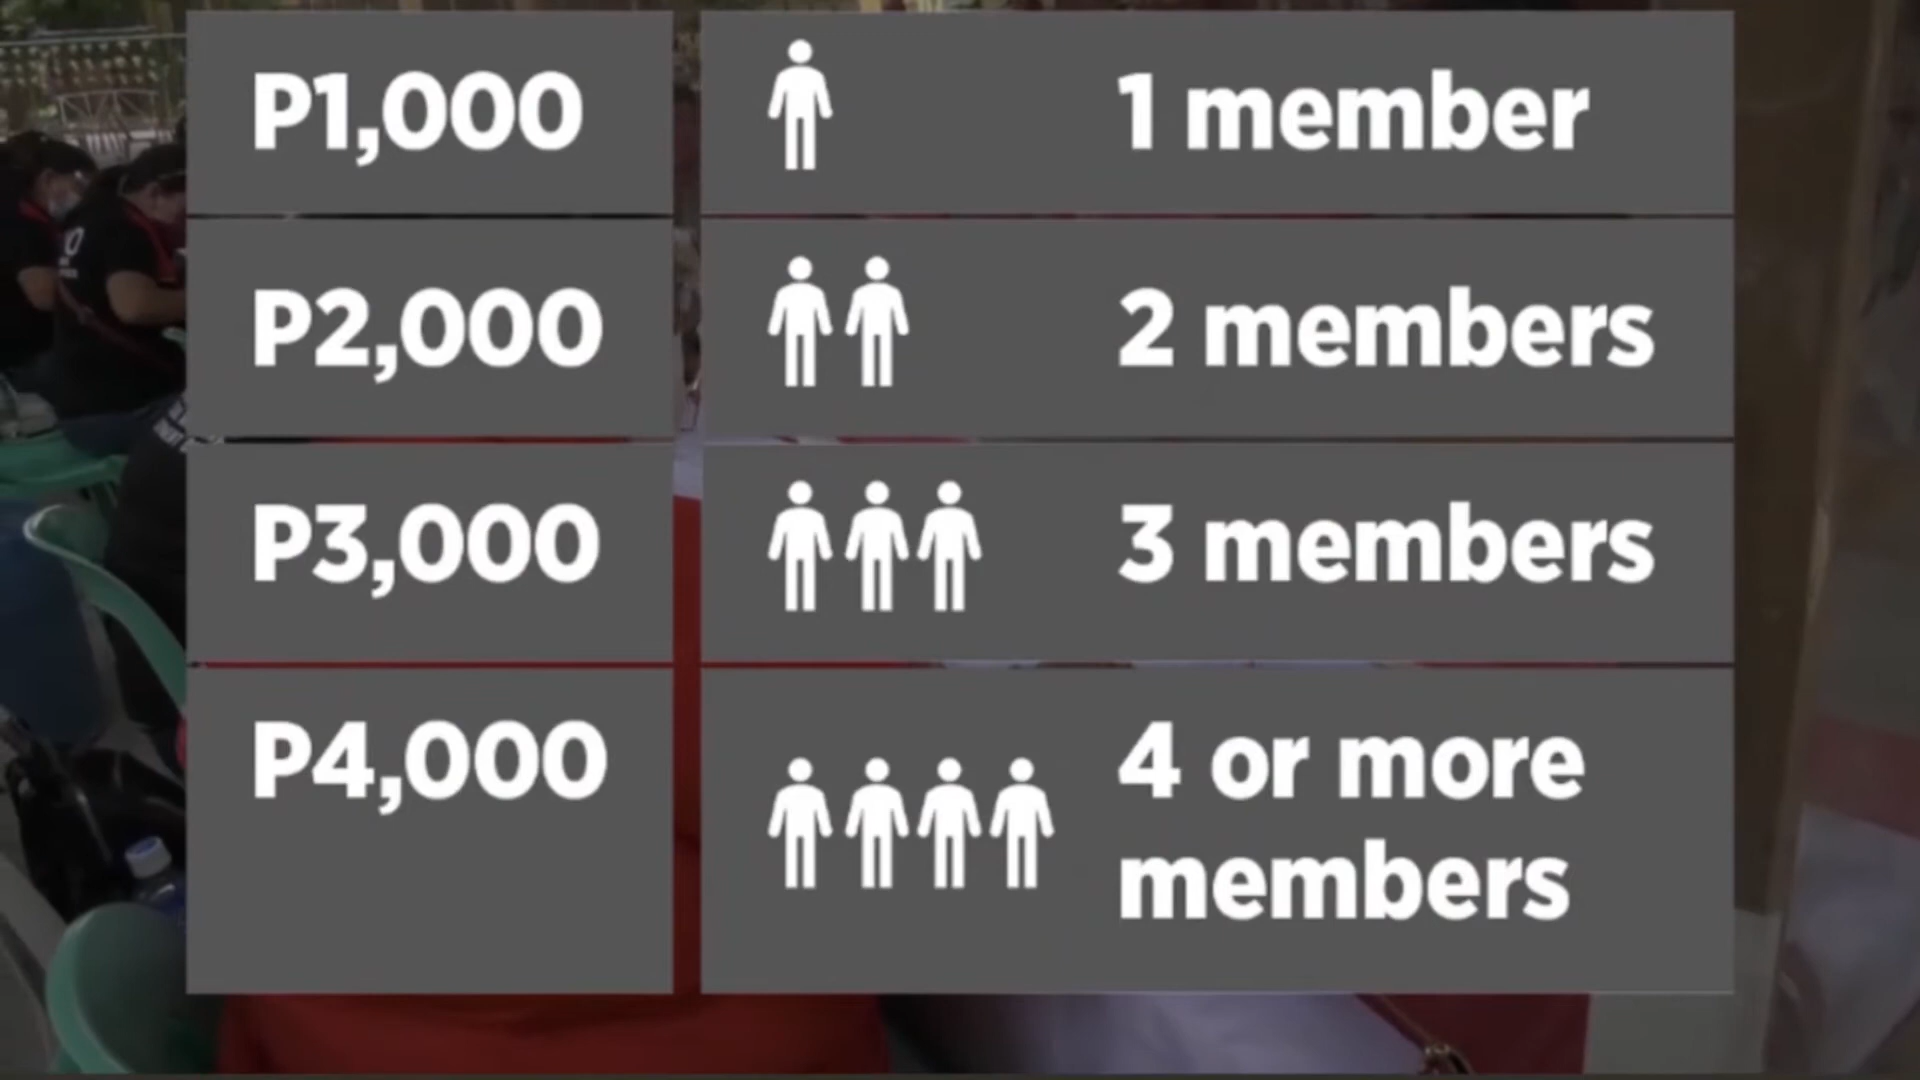 P1,000 1 member
P2,000 2 members
P3,000 3 members
P4,000 4 or more
members